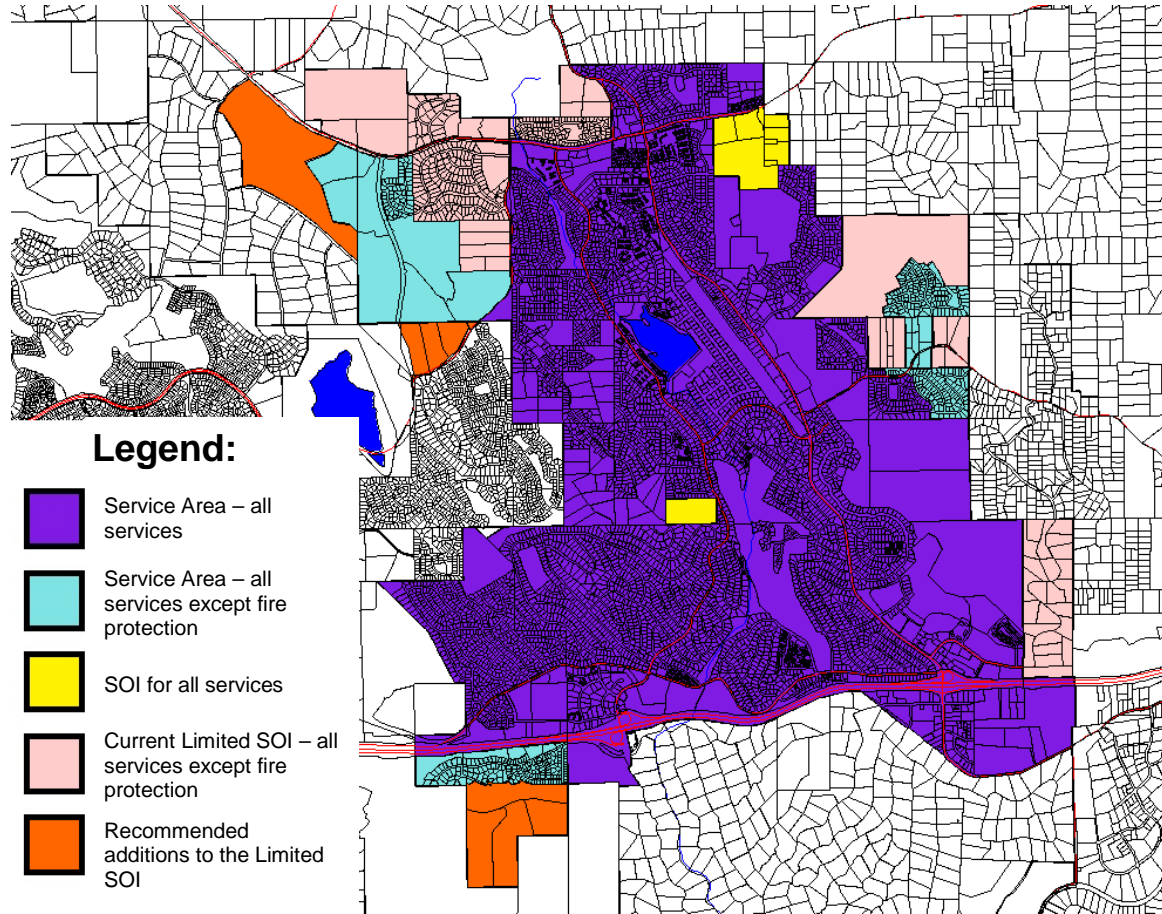 Legend:
Service Area – all
services
Service Area – all
services except fire
protection
SOI for all services
Current Limited SOI – all
services except fire
protection
Recommended
additions to the Limited
SOI